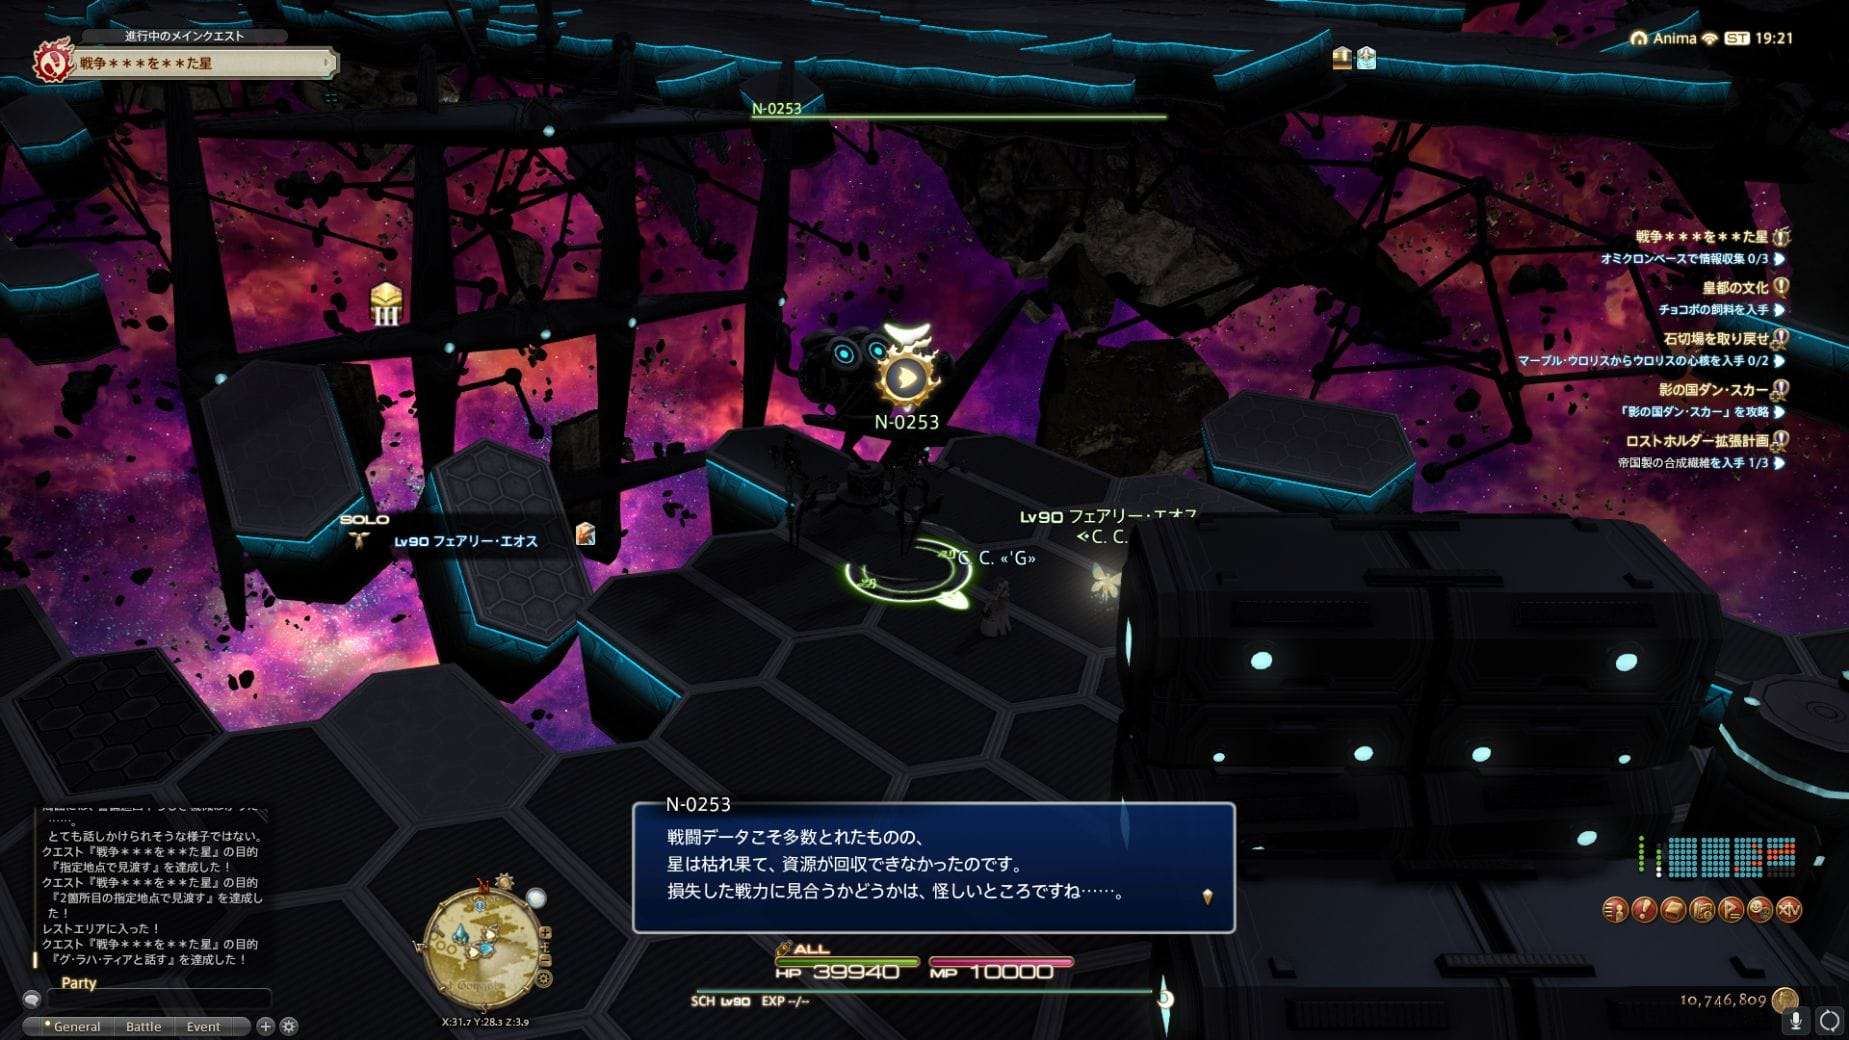 進行中のメインクエスト
戦争＊＊＊を＊＊た星
Anima ST 19:21
N-0253
戦争＊＊＊を＊＊た星
オミクロンベースで情報収集 0/3
皇都の文化
チョコボの飼料を入手
石切場を取り戻せ
マーブル・ウロリスからウロリスの心核を入手 0/2
影の国ダン・スカー
『影の国ダン・スカー』を攻略
ロストホルダー拡張計画
帝国製の合成繊維を入手 1/3
III
N-0253
SOLO
Lv90 フェアリー・エオス
Lv90 フェアリー・エオス
C. C.
C. C. «'G»
……。
とても話しかけられそうな様子ではない。
クエスト『戦争＊＊＊を＊＊た星』の目的
『指定地点で見渡す』を達成した！
クエスト『戦争＊＊＊を＊＊た星』の目的
『2箇所目の指定地点で見渡す』を達成し
た！
レストエリアに入った！
クエスト『戦争＊＊＊を＊＊た星』の目的
『グ・ラハ・ティアと話す』を達成した！
Party
General Battle Event
N
X:31.7 Y:28.3 Z:3.9
N-0253
戦闘データこそ多数とれたものの、
星は枯れ果て、資源が回収できなかったのです。
損失した戦力に見合うかどうかは、怪しいところですね……。
ALL
HP 39940 MP 10000
SCH Lv90 EXP --/--
XIV
10,746,809